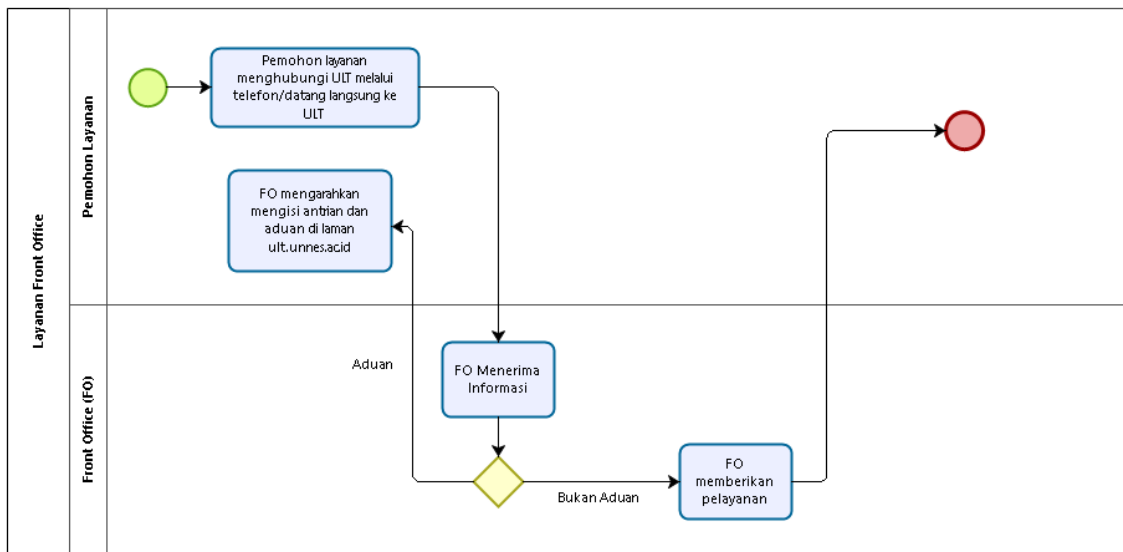 Layanan Front Office
Pemohon Layanan
Pemohon layanan
menghubungi ULT melalui
telefon/datang langsung ke
ULT
FO mengarahkan
mengisi antrian dan
aduan di laman
ult.unnes.acid
Front Office (FO)
Aduan
FO Menerima
Informasi
Bukan Aduan
FO
memberikan
pelayanan